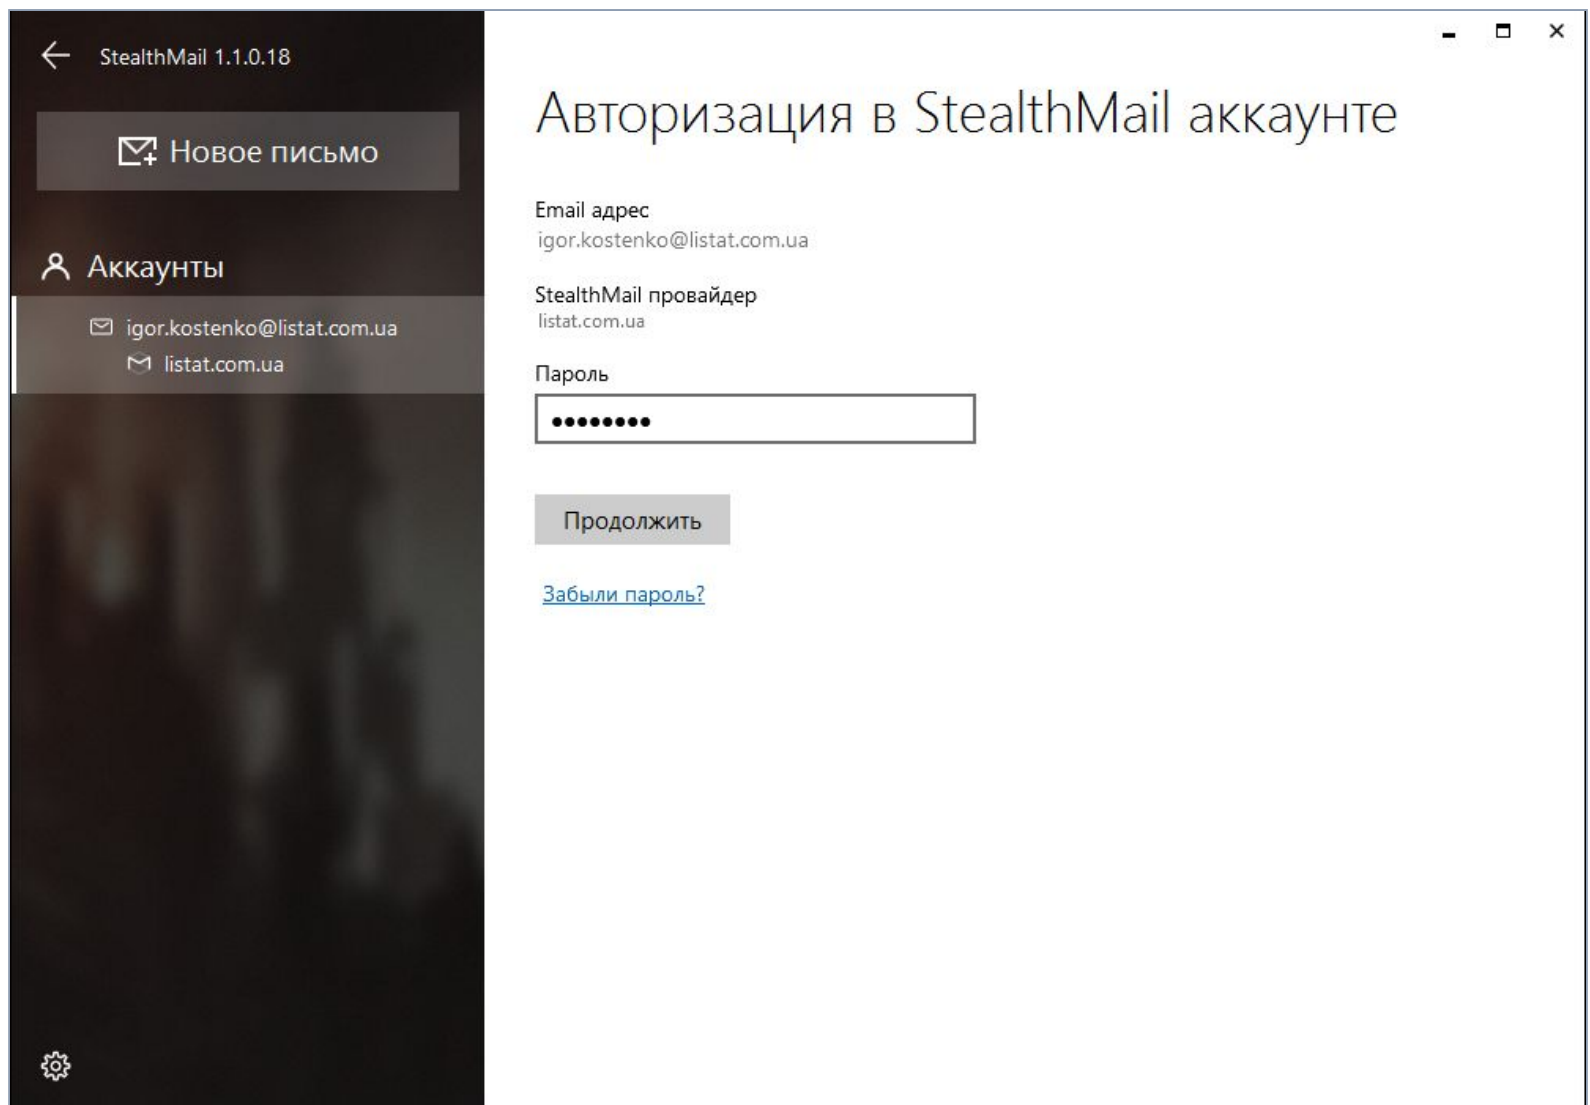 StealthMail 1.1.0.18
Новое письмо
Аккаунты
igor.kostenko@listat.com.ua
listat.com.ua
Авторизация в StealthMail аккаунте
Email адрес
igor.kostenko@listat.com.ua
StealthMail провайдер
listat.com.ua
Пароль
••••••••
Продолжить
Забыли пароль?